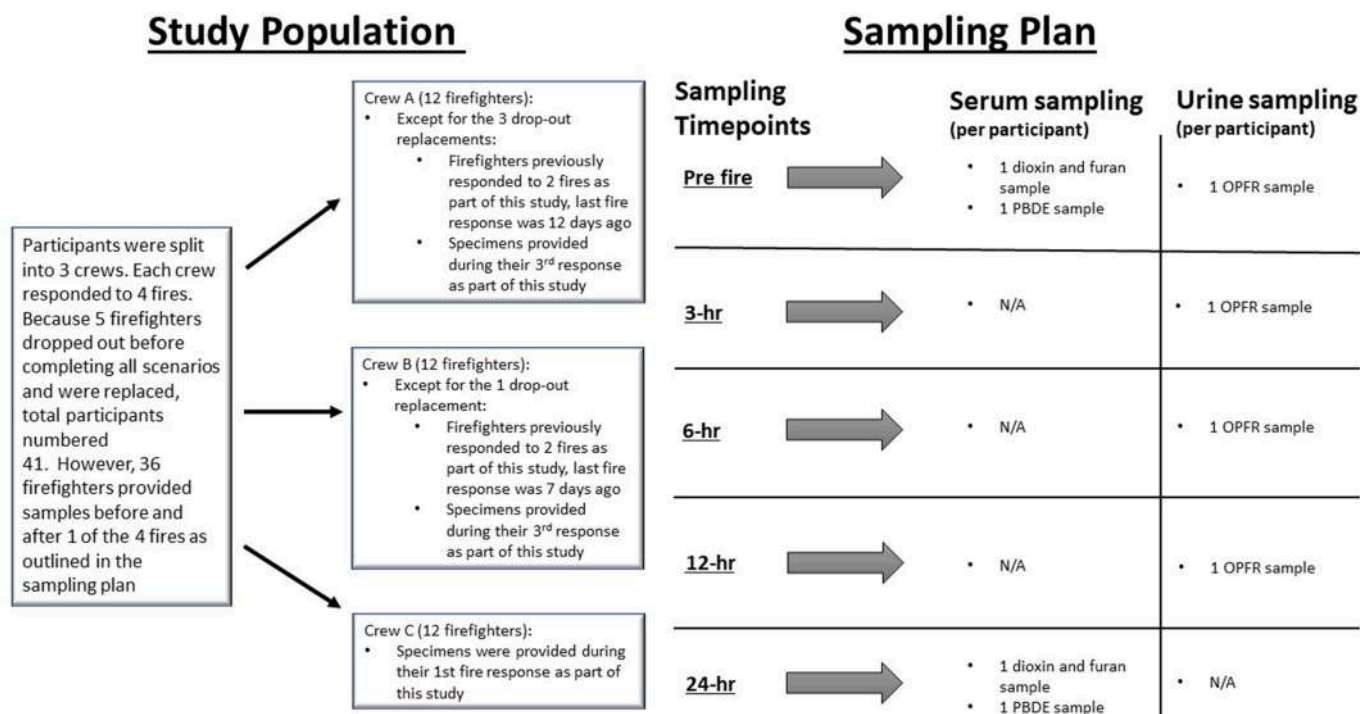 Study Population
Participants were split
into 3 crews. Each crew
responded to 4 fires.
Because 5 firefighters
dropped out before
completing all scenarios
and were replaced,
total participants
numbered
41. However, 36
firefighters provided
samples before and
after 1 of the 4 fires as
outlined in the
sampling plan
Crew A (12 firefighters):
• Except for the 3 drop-out
replacements:
• Firefighters previously
responded to 2 fires as
part of this study, last fire
response was 12 days ago
• Specimens provided
during their 3rd response
as part of this study
Crew B (12 firefighters):
• Except for the 1 drop-out
replacement:
• Firefighters previously
responded to 2 fires as
part of this study, last fire
response was 7 days ago
• Specimens provided
during their 3rd response
as part of this study
Crew C (12 firefighters):
• Specimens were provided during
their 1st fire response as part of
this study
Sampling Plan
Sampling
Timepoints
Serum sampling
(per participant)
Urine sampling
(per participant)
Pre fire
• 1 dioxin and furan
sample
• 1 PBDE sample
• 1 OPFR sample
3-hr
• N/A
• 1 OPFR sample
6-hr
• N/A
• 1 OPFR sample
12-hr
• N/A
• 1 OPFR sample
24-hr
• 1 dioxin and furan
sample
• 1 PBDE sample
• N/A